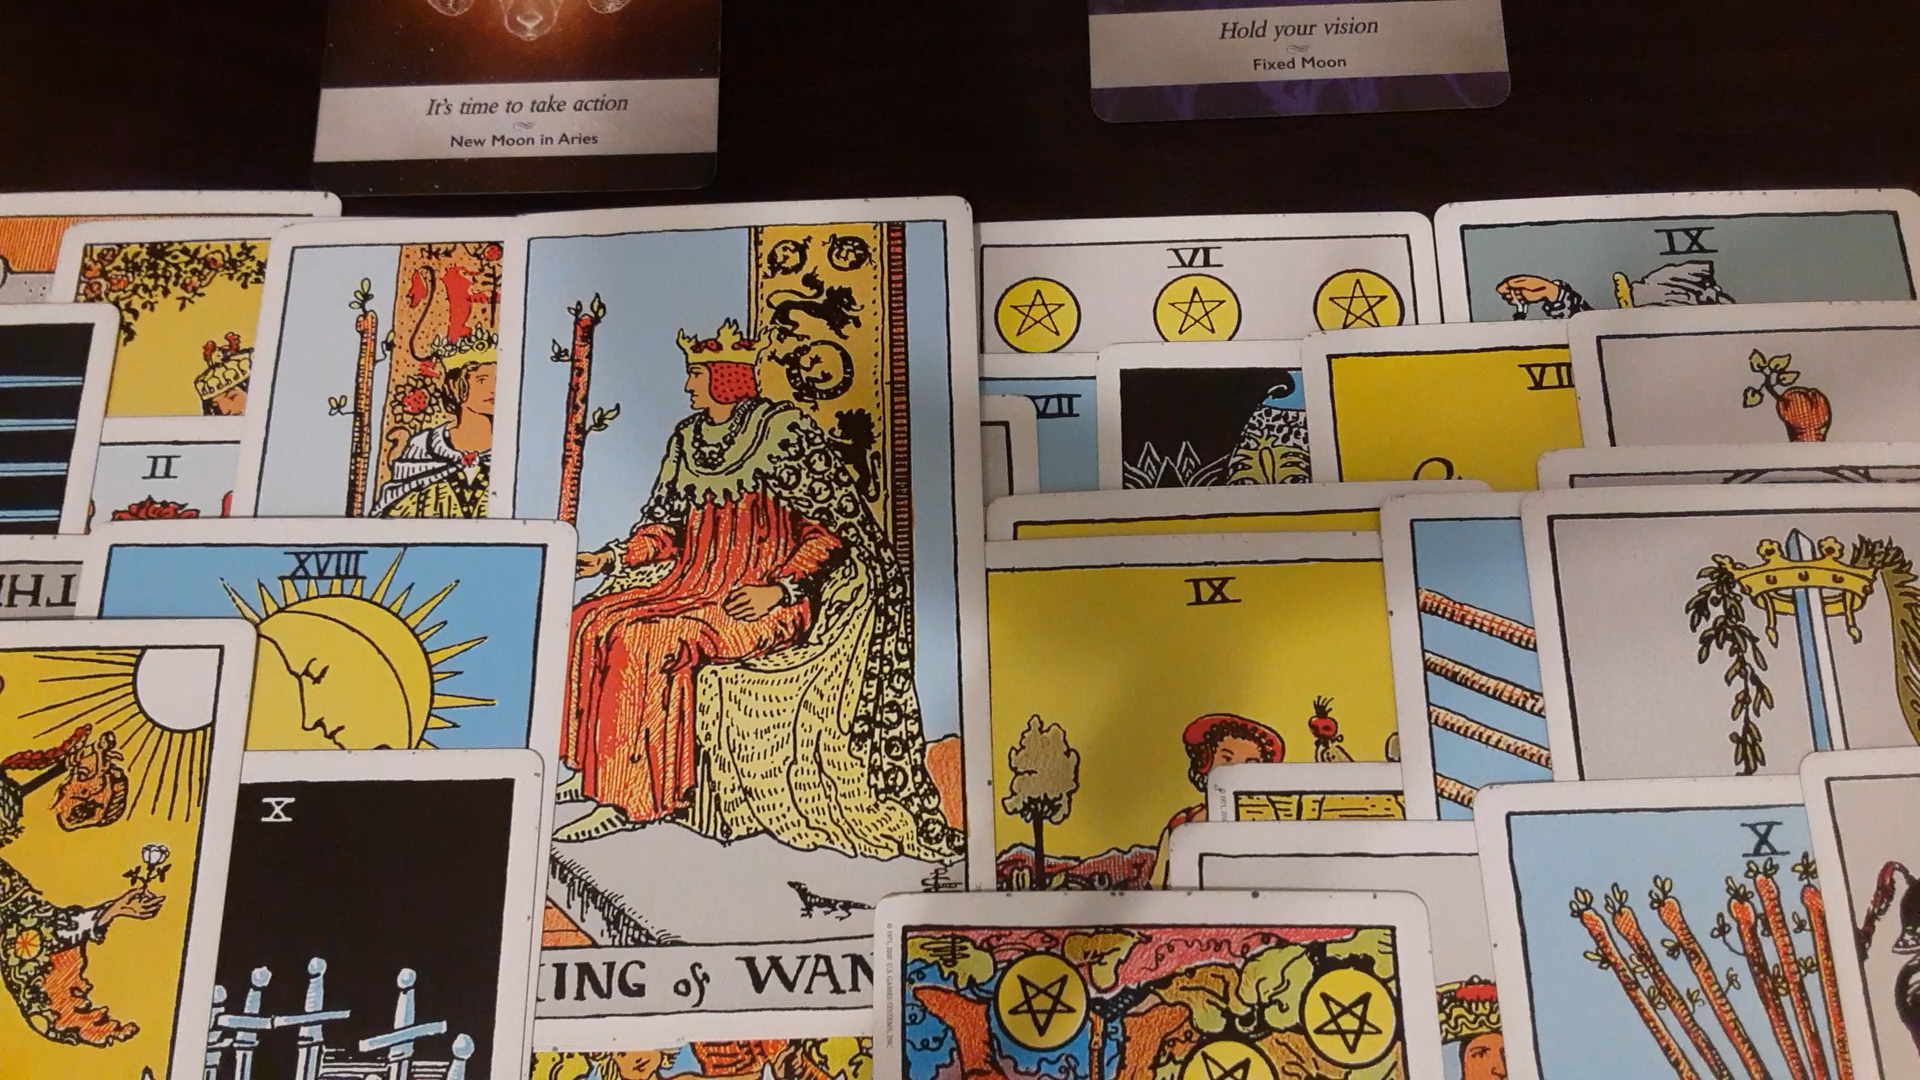 It's time to take action
New Moon in Aries
Hold your vision
Fixed Moon
VI
IX
VII
VII
II
XVIII
IX
X
X
KING of WAN